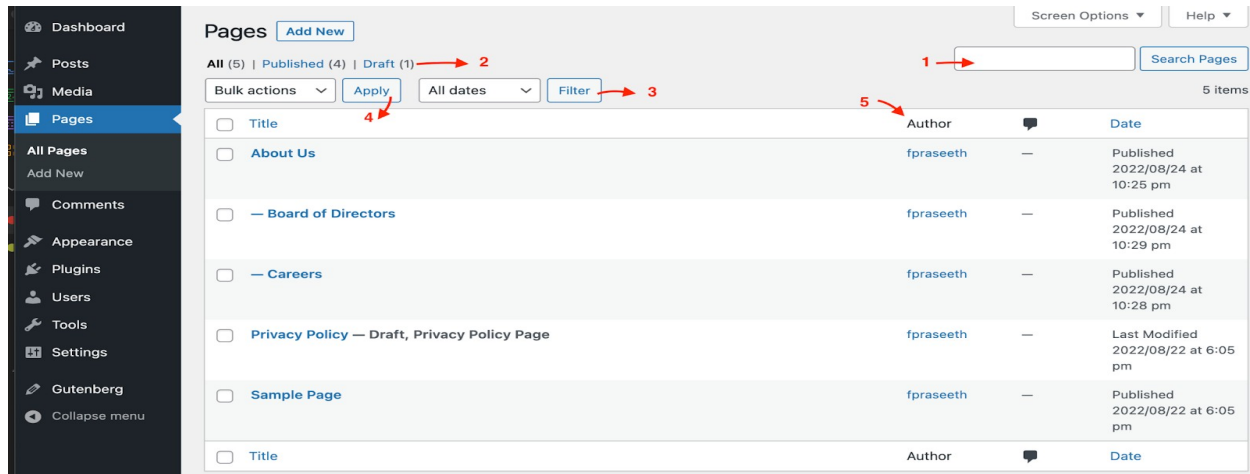 Dashboard
Posts
Media
Pages
All Pages
Add New
Comments
Appearance
Plugins
Users
Tools
Settings
Gutenberg
Collapse menu
Screen Options ▼ Help ▼
Pages Add New
All (5) | Published (4) | Draft (1) 2
1 Search Pages
Bulk actions Apply All dates Filter 3
5 items
4
5
Title Author Date
About Us fpraseeth — Published
2022/08/24 at
10:25 pm
— Board of Directors fpraseeth — Published
2022/08/24 at
10:29 pm
— Careers fpraseeth — Published
2022/08/24 at
10:28 pm
Privacy Policy — Draft, Privacy Policy Page fpraseeth — Last Modified
2022/08/22 at 6:05
pm
Sample Page fpraseeth — Published
2022/08/22 at 6:05
pm
Title Author Date